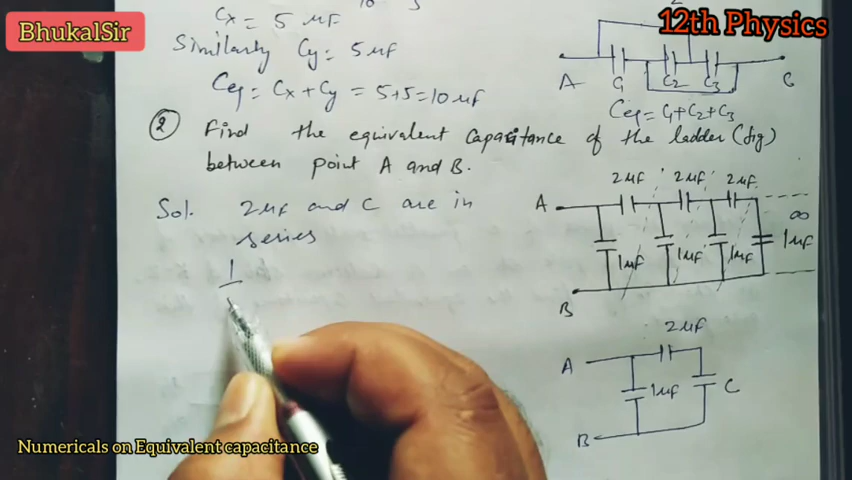 BhukalSir
12th Physics
Cx = 5 μF
Similarly Cy = 5 μF
Ceq = Cx + Cy = 5+5 = 10 μF
A C1 C2 C3 C
Ceq = C1+C2+C3
② Find the equivalent capacitance of the ladder (fig)
between point A and B.
Sol. 2μF and C are in
series
1
A 2μF 2μF 2μF
∞
1μF 1μF 1μF 1μF
B
2μF
A
1μF C
B
Numericals on Equivalent capacitance